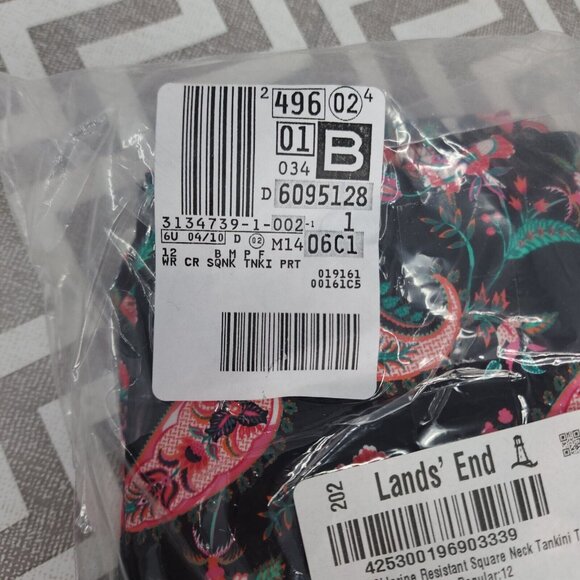 2 496 02 4
01 B
034
D 6095128
3134739-1-002-1 1
6U 04/10 D 02 M14 06C1
12 B M P F
WR CR SQNK TNKI PRT
019161
00161C5
202
Lands' End
425300196903339
Resistant Square Neck Tankini T
:12